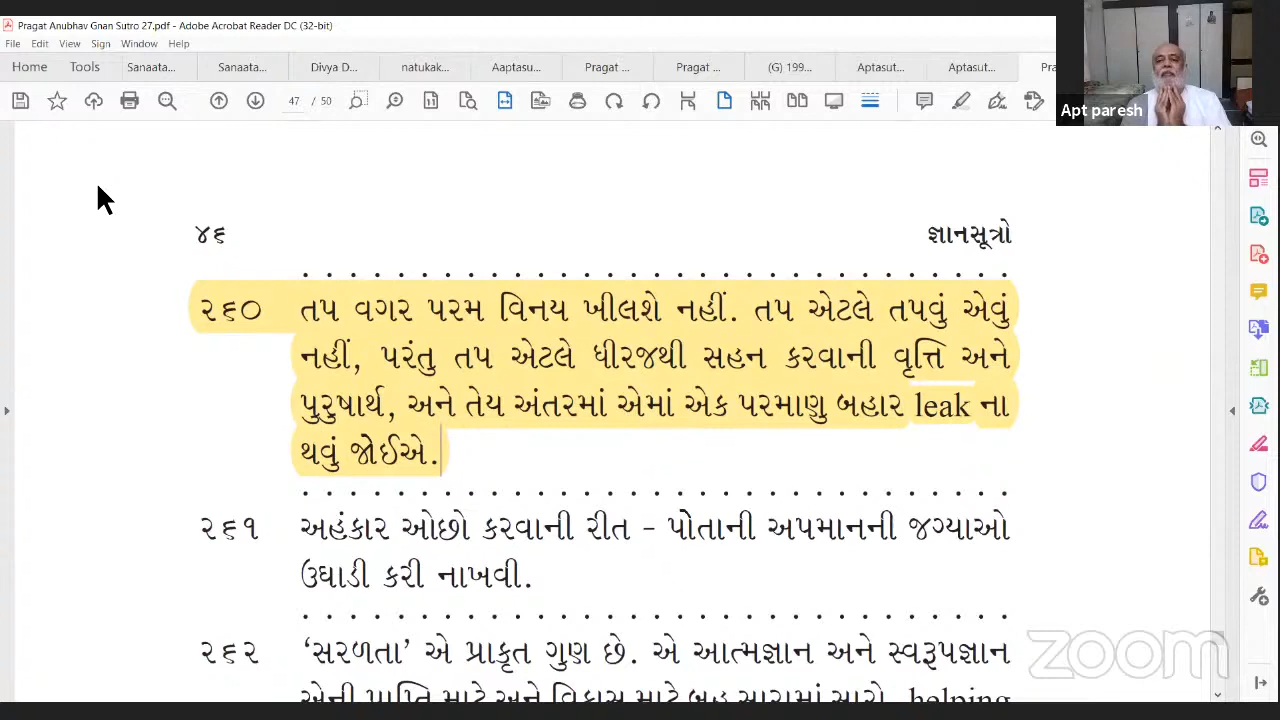 Pragat Anubhav Gnan Sutro 27.pdf - Adobe Acrobat Reader DC (32-bit)
File Edit View Sign Window Help
Home Tools Sanaata... Sanaata... Divya D natukak... Aaptasu... Pragat ... Pragat ... (G) 199... Aptasut... Aptasut...
47 / 50
Apt paresh
૪૬ જ્ઞાનસૂત્રો
૨૬૦ તપ વગર પરમ વિનય ખીલશે નહીં. તપ એટલે તપવું એવું
નહીં, પરંતુ તપ એટલે ધીરજથી સહન કરવાની વૃત્તિ અને
પુરુષાર્થ, અને તેય અંતરમાં એમાં એક પરમાણુ બહાર leak ના
થવું જોઈએ.
૨૬૧ અહંકાર ઓછો કરવાની રીત - પોતાની અપમાનની જગ્યાઓ
ઉઘાડી કરી નાખવી.
૨૬૨ ‘સરળતા’ એ પ્રાકૃત ગુણ છે. એ આત્મજ્ઞાન અને સ્વરૂપજ્ઞાન
એની પ્રાપ્તિ માટે અને વિકાસ માટે બહુ સારામાં સારો helping
zoom